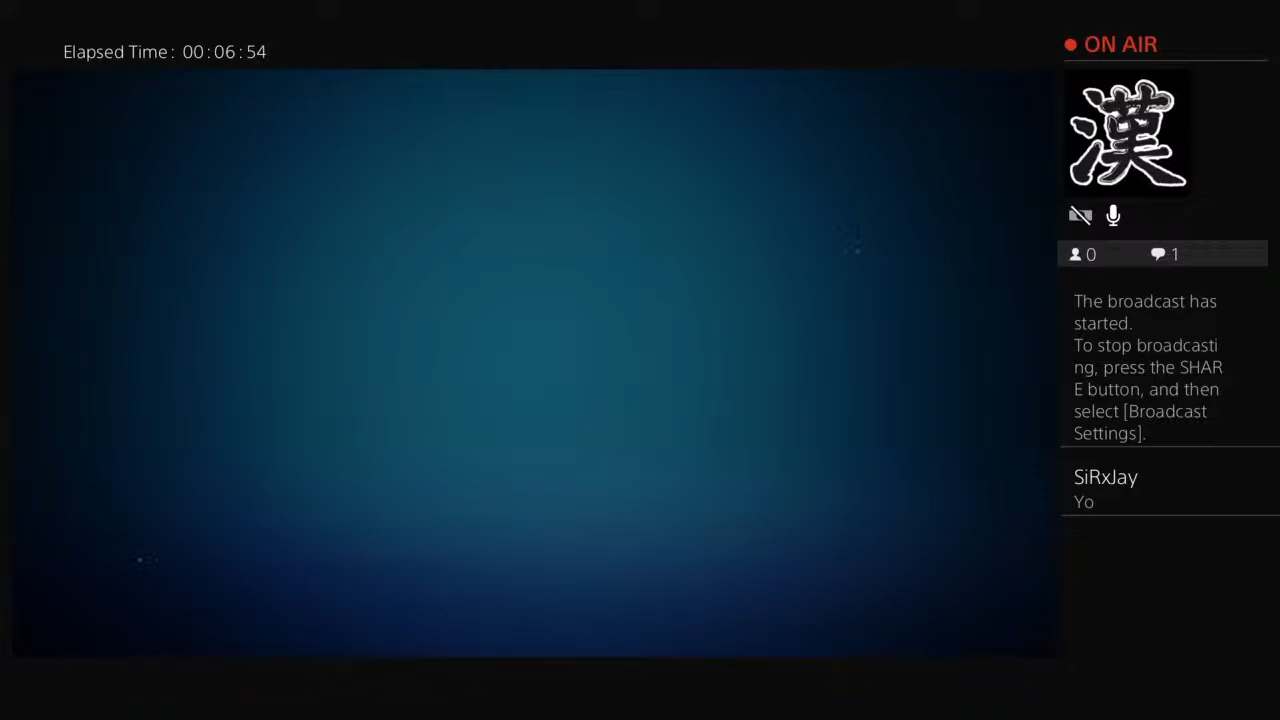 Elapsed Time: 00:06:54
ON AIR
漢
0 1
The broadcast has
started.
To stop broadcasti
ng, press the SHAR
E button, and then
select [Broadcast
Settings].
SiRxJay
Yo